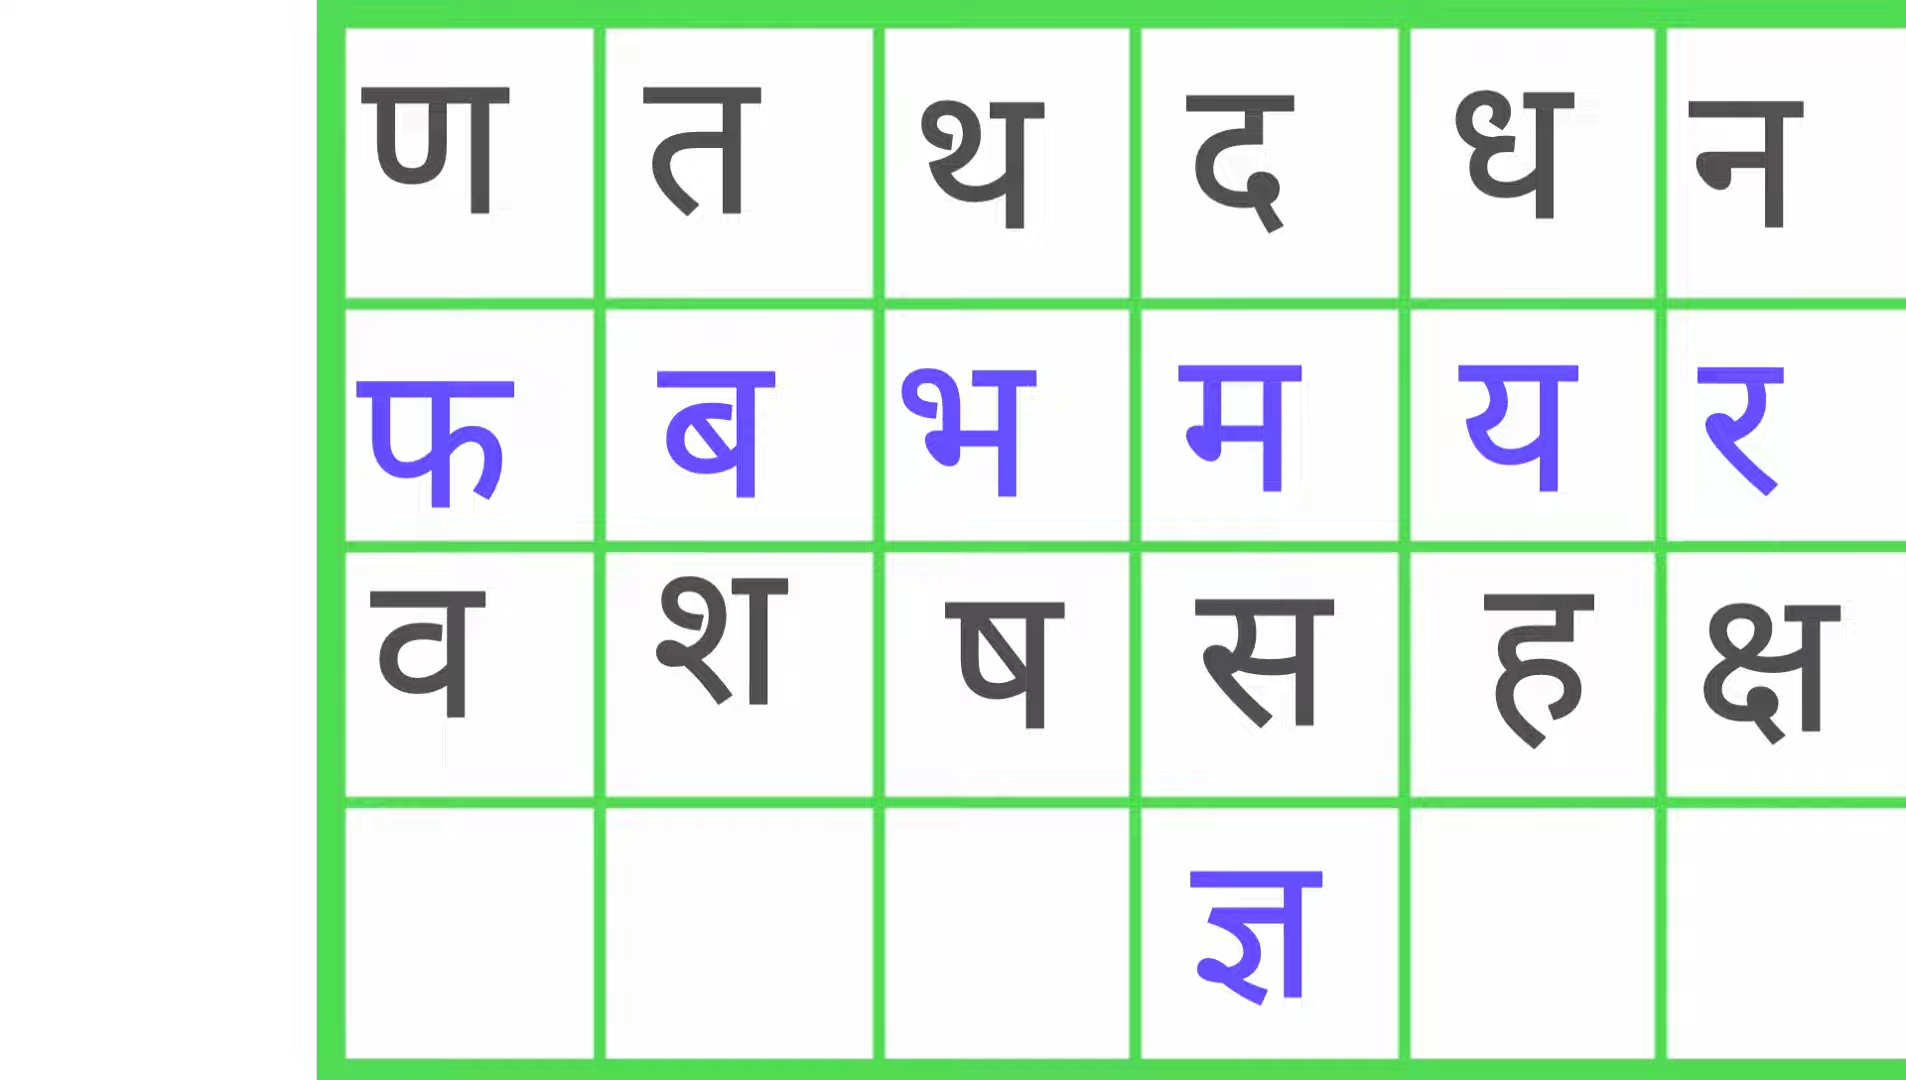 ण त थ द ध न
फ ब भ म य र
व श ष स ह क्ष
ज्ञ